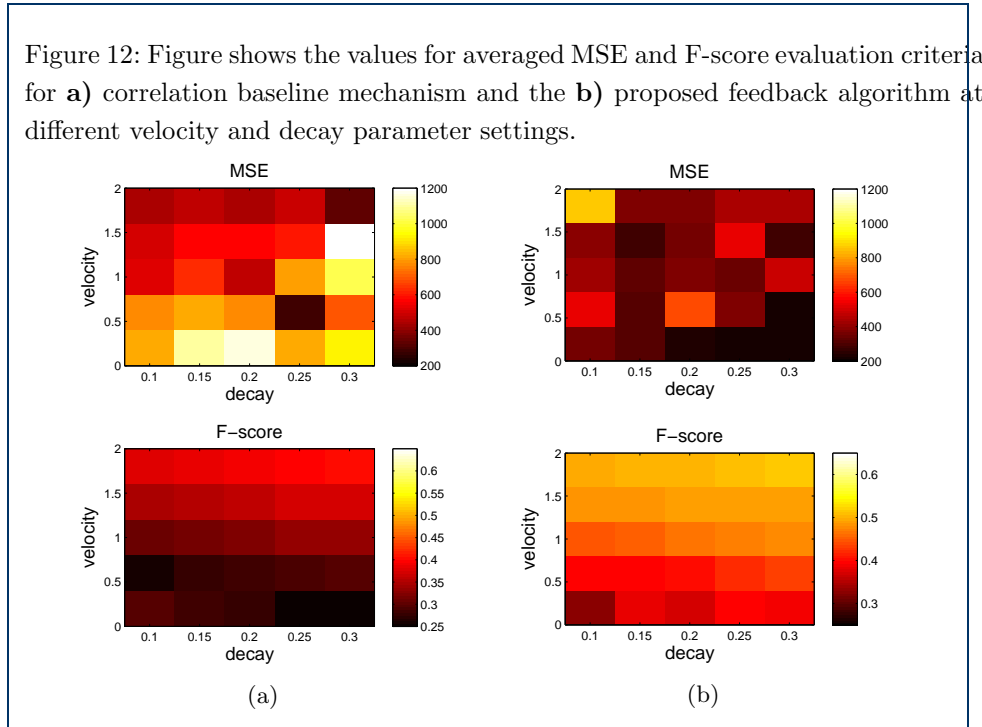 Figure 12: Figure shows the values for averaged MSE and F-score evaluation criteria
for a) correlation baseline mechanism and the b) proposed feedback algorithm at
different velocity and decay parameter settings.
MSE
velocity
2
1.5
1
0.5
0
0.1 0.15 0.2 0.25 0.3
decay
1200
1000
800
600
400
200
MSE
velocity
2
1.5
1
0.5
0
0.1 0.15 0.2 0.25 0.3
decay
1200
1000
800
600
400
200
F−score
velocity
2
1.5
1
0.5
0
0.1 0.15 0.2 0.25 0.3
decay
0.6
0.55
0.5
0.45
0.4
0.35
0.3
0.25
F−score
velocity
2
1.5
1
0.5
0
0.1 0.15 0.2 0.25 0.3
decay
0.6
0.5
0.4
0.3
(a)
(b)